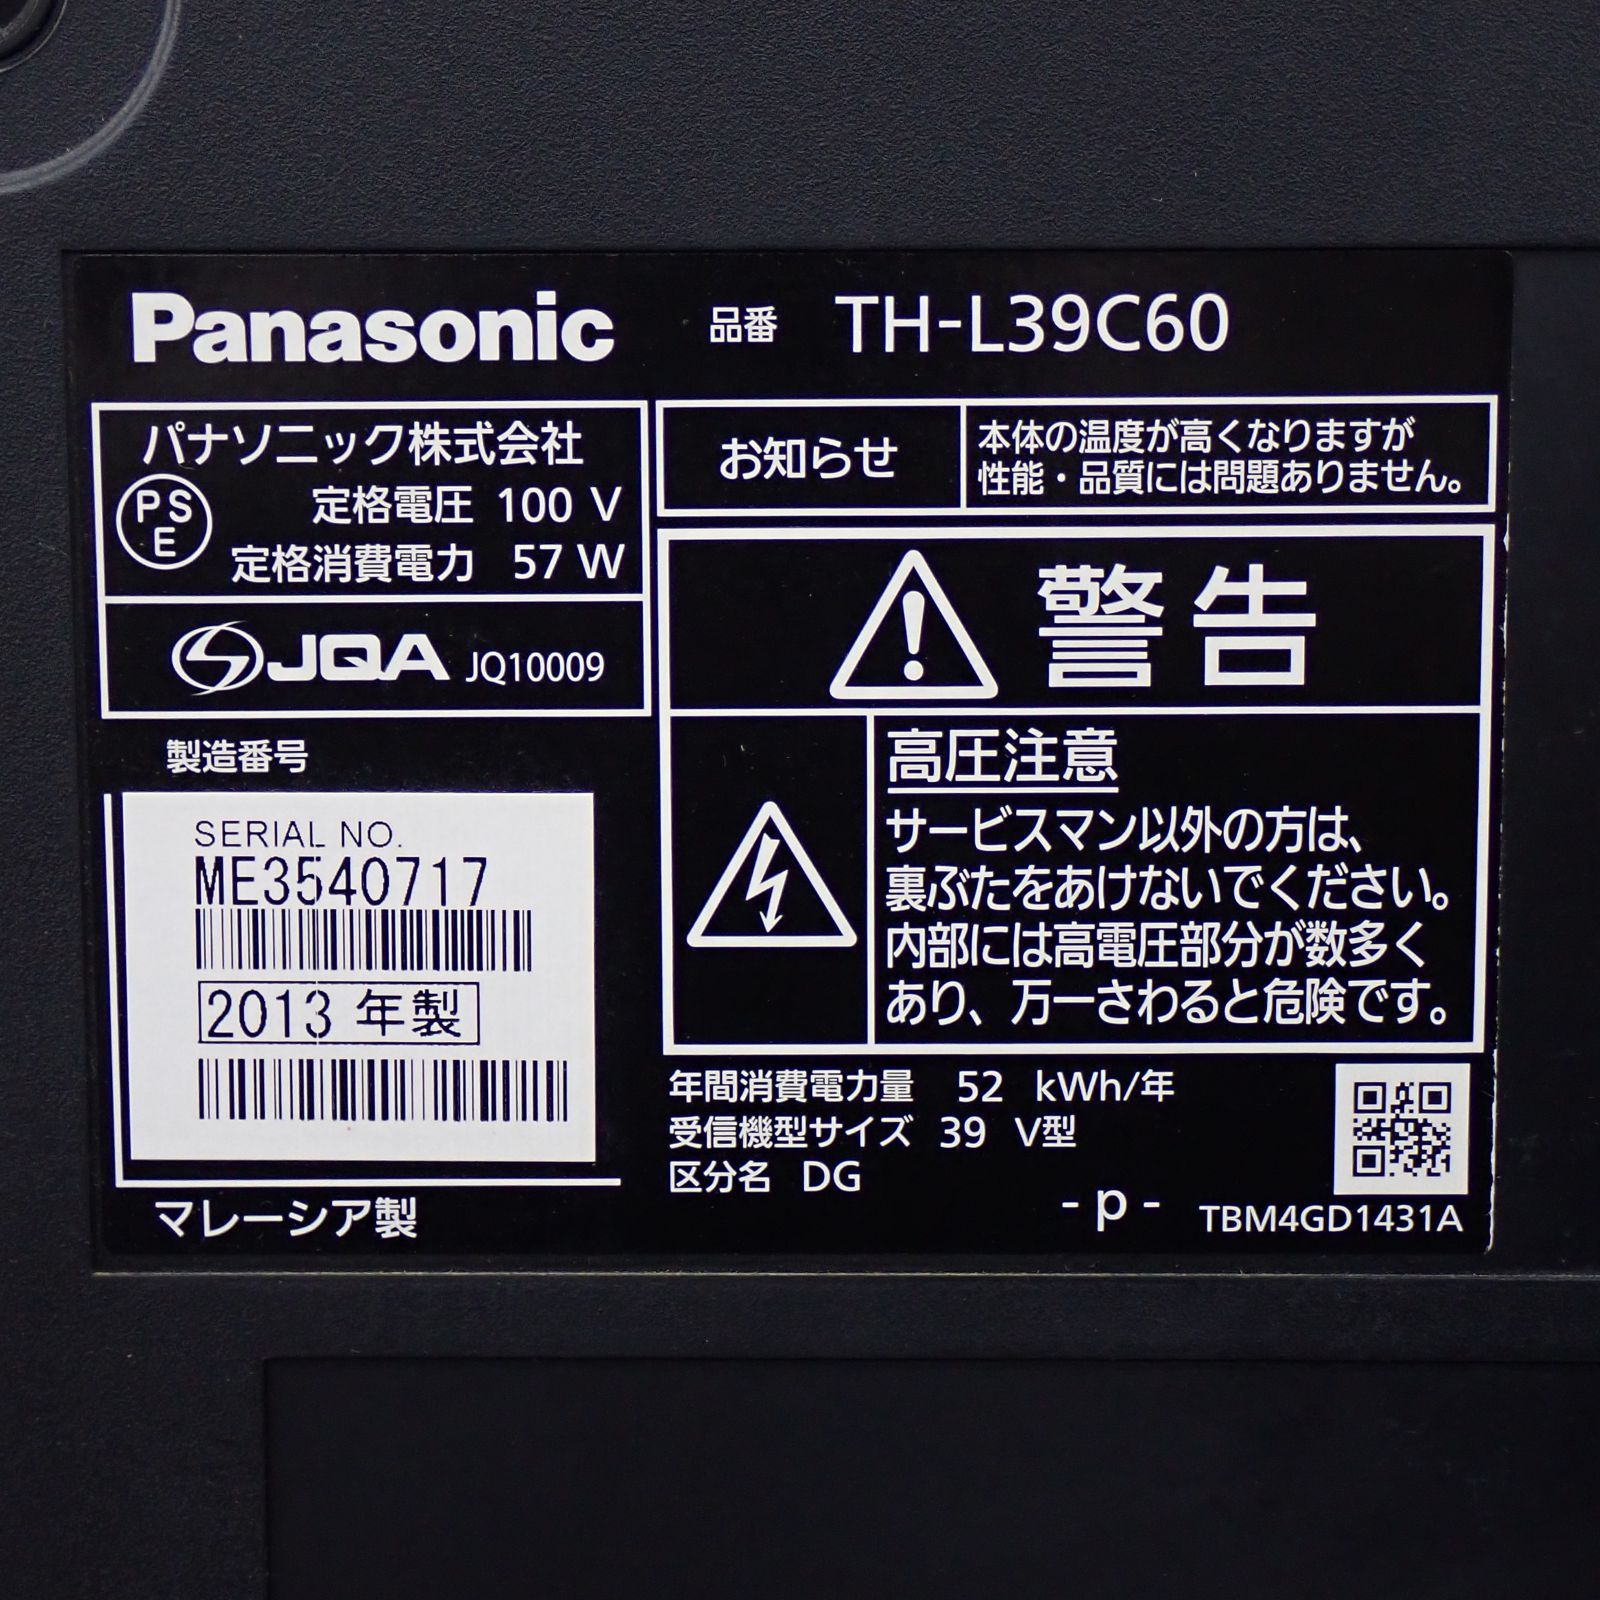 Panasonic 品番 TH-L39C60
パナソニック株式会社
PS
E
定格電圧 100 V
定格消費電力 57 W
JQA JQ10009
お知らせ
本体の温度が高くなりますが
性能・品質には問題ありません。
警告
高圧注意
サービスマン以外の方は、
裏ぶたをあけないでください。
内部には高電圧部分が数多く
あり、万一さわると危険です。
製造番号
SERIAL NO.
ME3540717
2013 年製
マレーシア製
年間消費電力量 52 kWh/年
受信機型サイズ 39 V型
区分名 DG
- p -
TBM4GD1431A